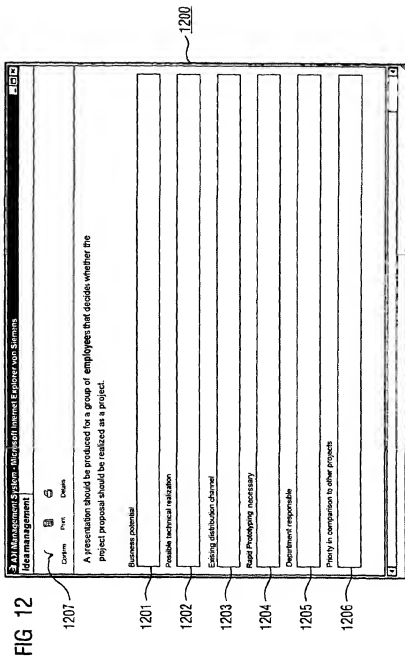 FIG 12
AXI Management System - Microsoft Internet Explorer von Siemens
Ideamanagement
Confirm Print Details
A presentation should be produced for a group of employees that decides whether the
project proposal should be realized as a project.
Business potential
Possible technical realization
Existing distribution channel
Rapid Prototyping necessary
Department responsible
Priority in comparison to other projects
1207
1201
1202
1203
1204
1205
1206
1200